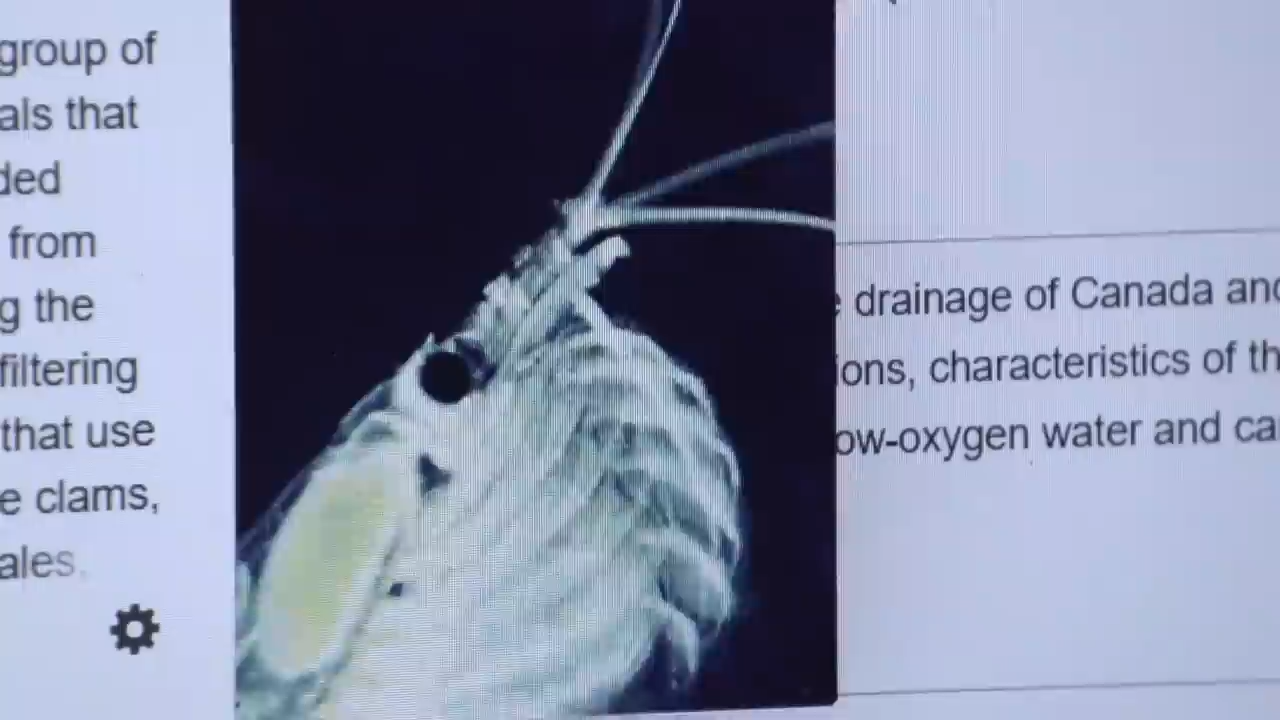 group of
als that
ded
from
g the
filtering
that use
e clams,
ales.
drainage of Canada and
ions, characteristics of th
ow-oxygen water and ca